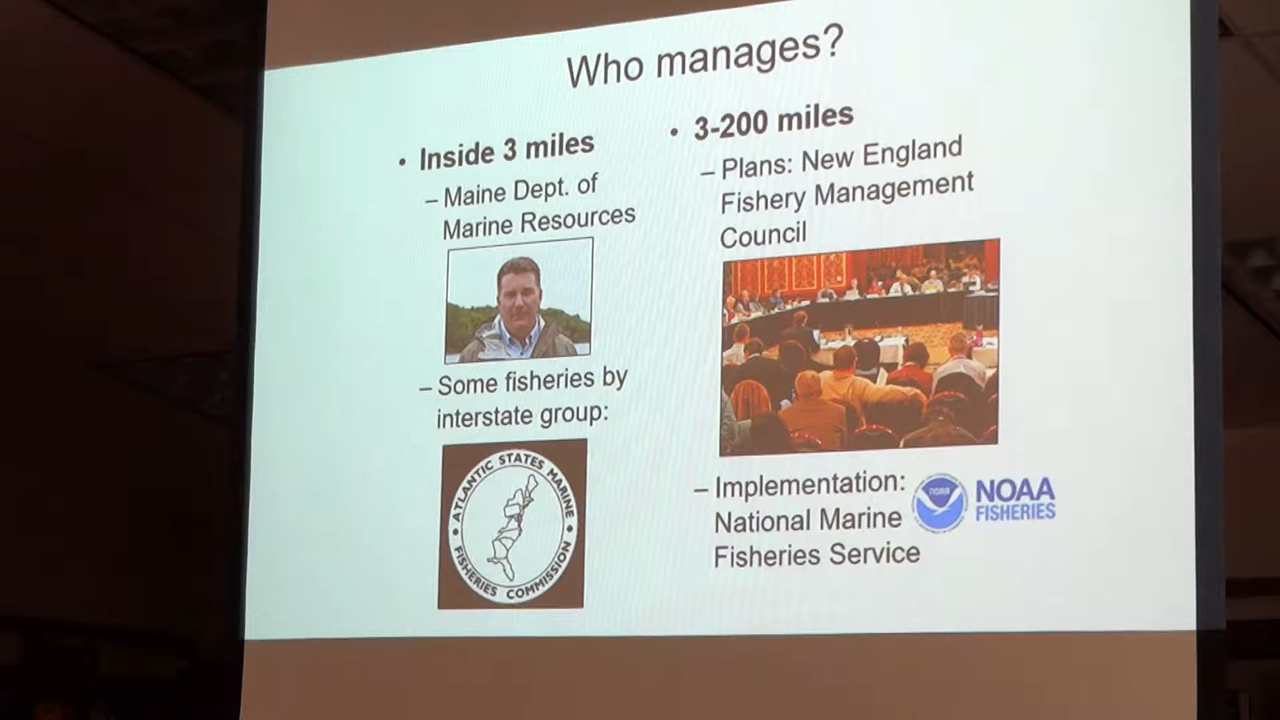 Who manages?
• Inside 3 miles
– Maine Dept. of
Marine Resources
– Some fisheries by
interstate group:
ATLANTIC STATES MARINE
• FISHERIES COMMISSION •
• 3-200 miles
– Plans: New England
Fishery Management
Council
– Implementation:
National Marine
Fisheries Service
NOAA
NOAA
FISHERIES